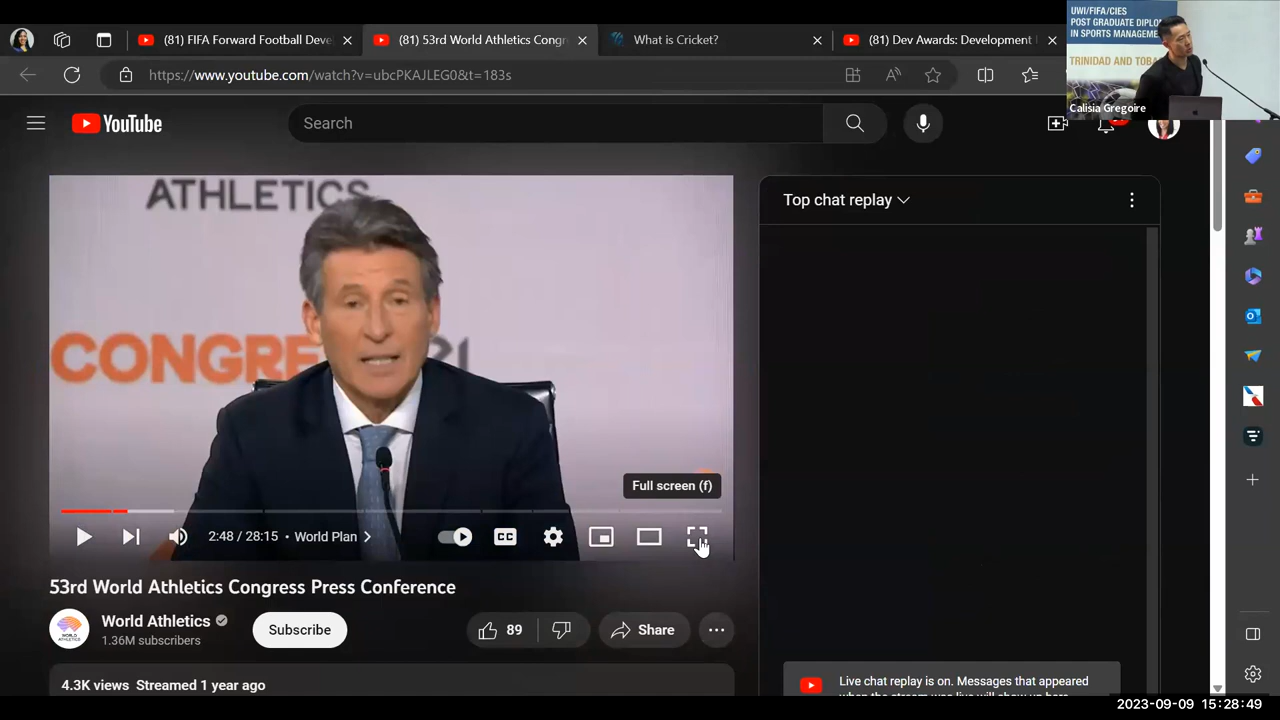 (81) FIFA Forward Football Deve
(81) 53rd World Athletics Congr
What is Cricket?
(81) Dev Awards: Development
UWI/FIFA/CIES
POST GRADUATE DIPLO
IN SPORTS MANAGEME
TRINIDAD AND TOBA
Calisia Gregoire
https://www.youtube.com/watch?v=ubcPKAJLEG0&t=183s
YouTube
Search
ATHLETICS
CONGRE
Top chat replay
Full screen (f)
2:48 / 28:15 • World Plan
CC
53rd World Athletics Congress Press Conference
World Athletics
1.36M subscribers
Subscribe
89
Share
4.3K views Streamed 1 year ago
Live chat replay is on. Messages that appeared
2023-09-09 15:28:49